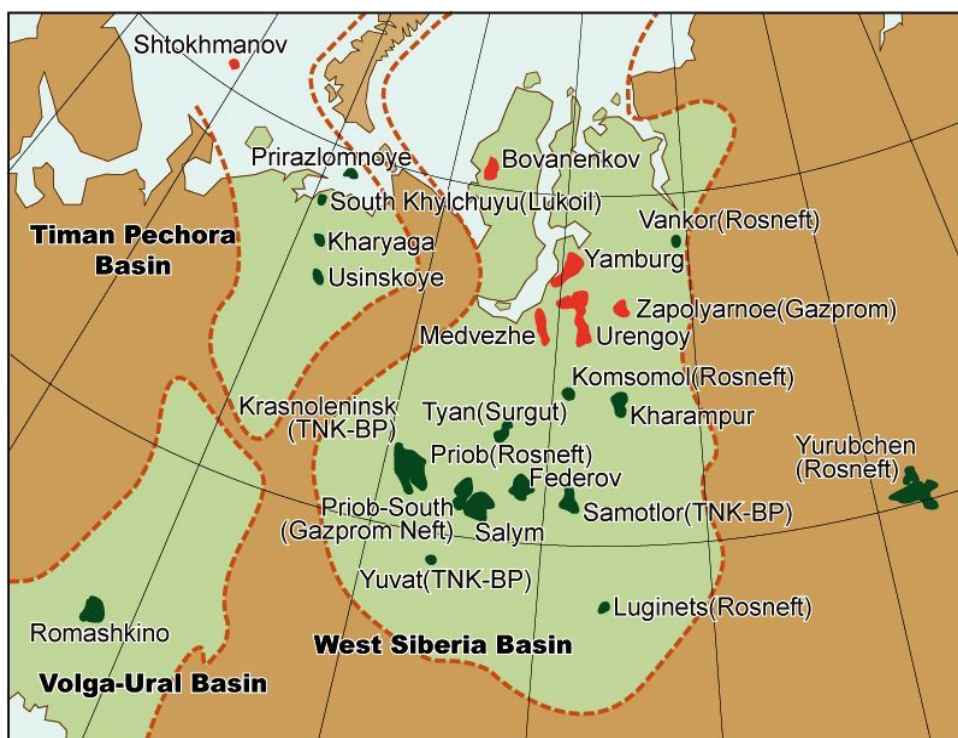 Shtokhmanov
Prirazlomnoye
Bovanenkov
South Khylchuyu(Lukoil)
Vankor(Rosneft)
Timan Pechora
Basin
Kharyaga
Usinskoye
Yamburg
Zapolyarnoe(Gazprom)
Medvezhe
Urengoy
Komsomol(Rosneft)
Krasnoleninsk
(TNK-BP)
Tyan(Surgut)
Kharampur
Priob(Rosneft)
Yurubchen
(Rosneft)
Federov
Priob-South
(Gazprom Neft)
Salym
Samotlor(TNK-BP)
Yuvat(TNK-BP)
Luginets(Rosneft)
Romashkino
West Siberia Basin
Volga-Ural Basin